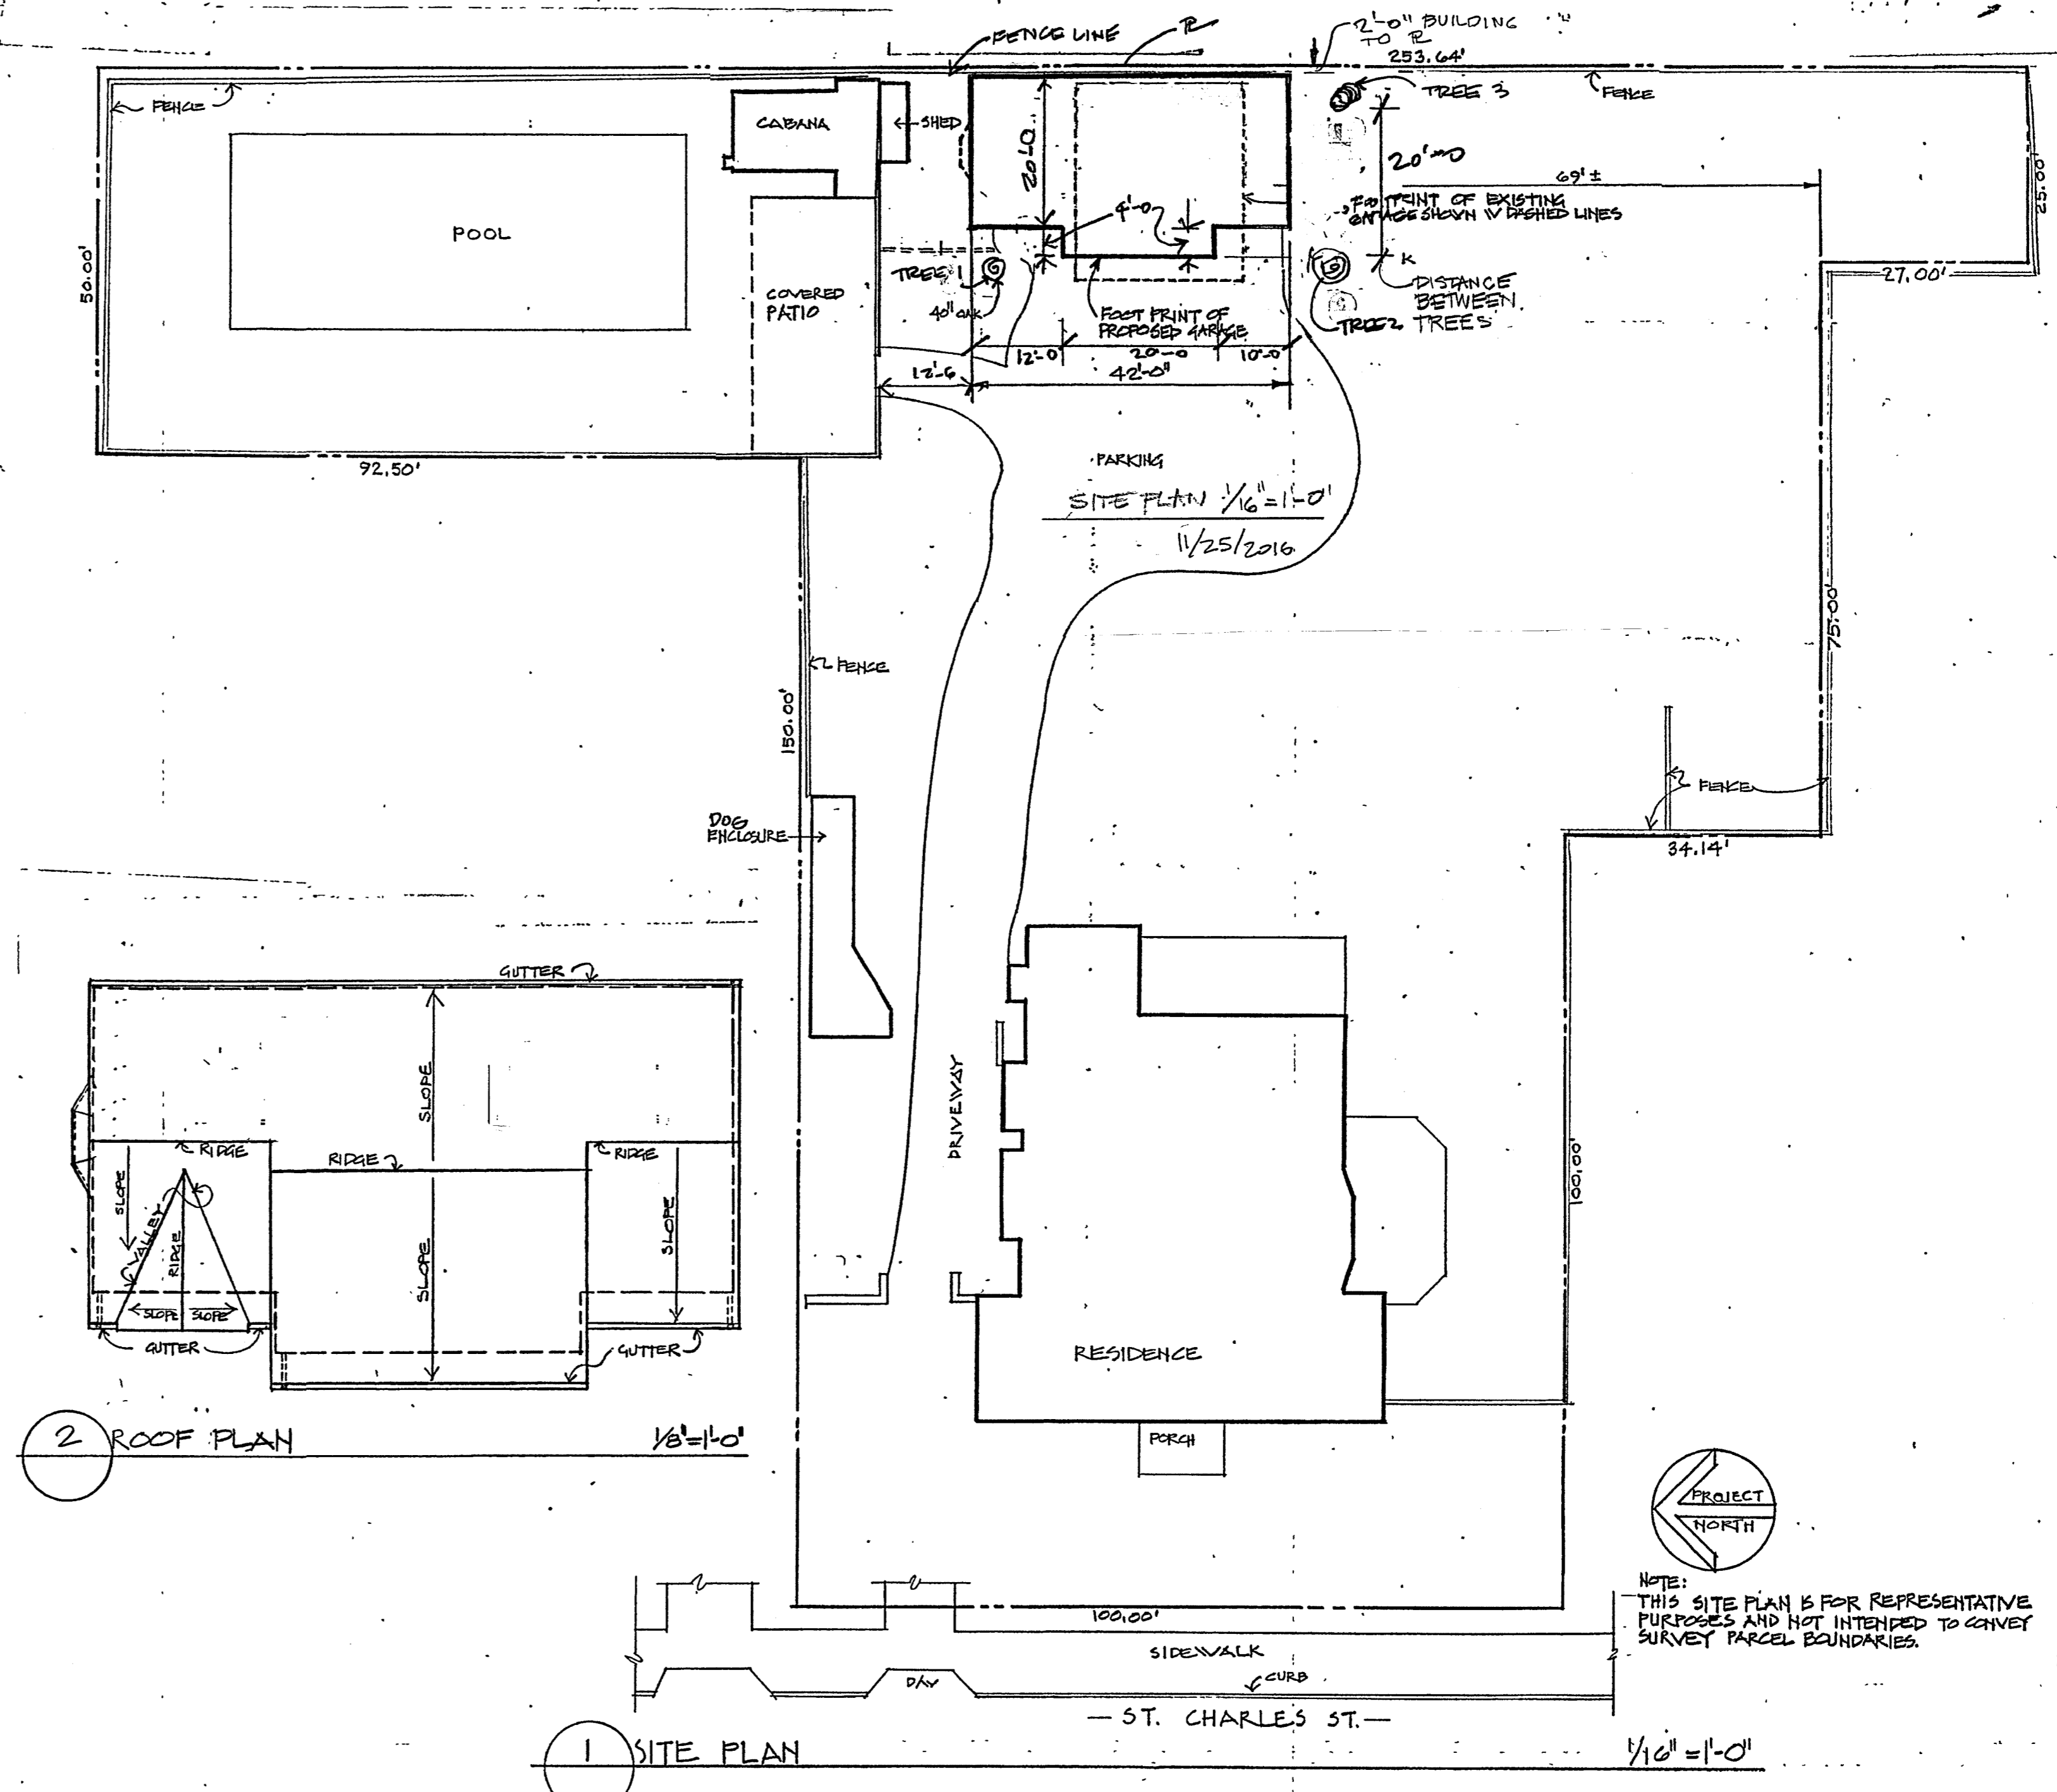 FENCE LINE
PL
2'-0" BUILDING
TO PL
253.64'
FENCE
CABANA
SHED
20'-0
TREE 3
FENCE
20'-0
69'±
FOOTPRINT OF EXISTING
GARAGE SHOWN W DASHED LINES
25.00'
50.00'
POOL
4'-0
TREE 1
40" OAK
COVERED
PATIO
FOOT PRINT OF
PROPOSED GARAGE
DISTANCE
BETWEEN
TREES
TREE 2
27.00'
12'-0
20'-0
10'-0
12'-6
42'-0"
92.50'
PARKING
SITE PLAN 1/16"=1'-0"
11/25/2016
75.00'
FENCE
150.00'
FENCE
DOG
ENCLOSURE
34.14'
GUTTER
SLOPE
RIDGE
RIDGE
RIDGE
SLOPE
VALLEY
RIDGE
SLOPE
SLOPE
SLOPE
SLOPE
GUTTER
GUTTER
DRIVEWAY
100.00'
RESIDENCE
PORCH
2 ROOF PLAN 1/8"=1'-0"
PROJECT
NORTH
NOTE:
THIS SITE PLAN IS FOR REPRESENTATIVE
PURPOSES AND NOT INTENDED TO CONVEY
SURVEY PARCEL BOUNDARIES.
100.00'
SIDEWALK
D/W
CURB
— ST. CHARLES ST.—
1 SITE PLAN 1/16"=1'-0"